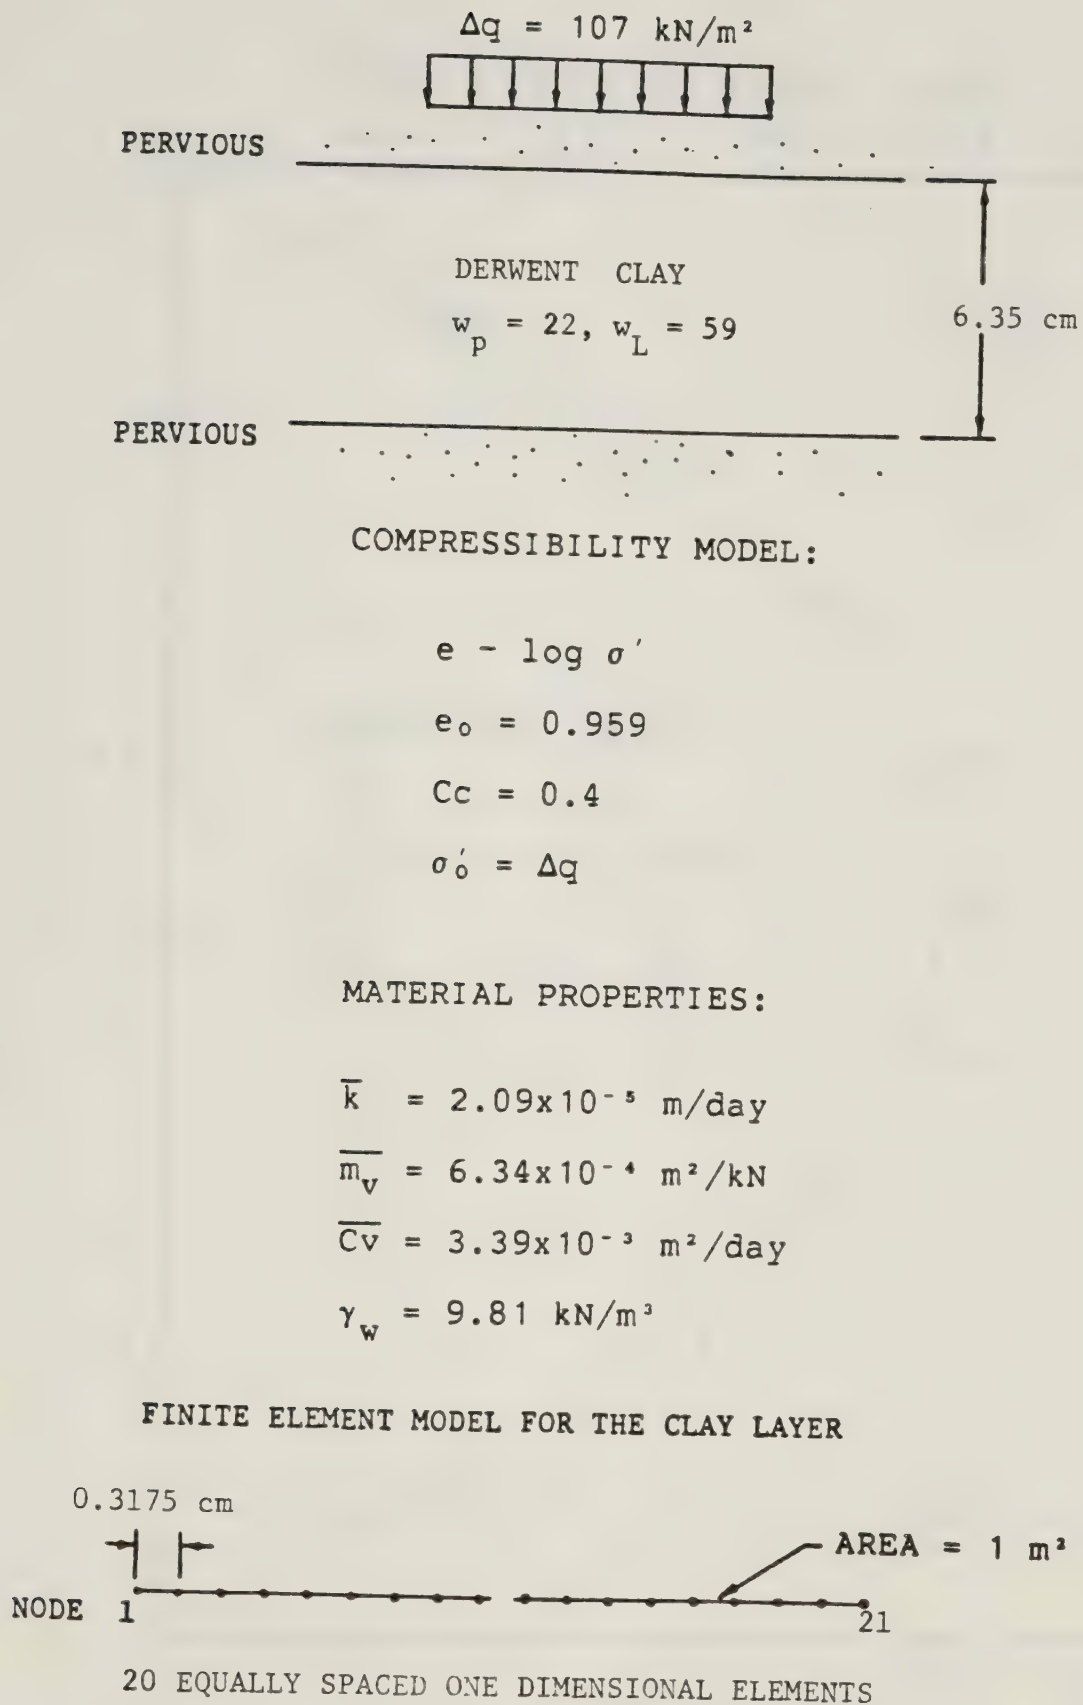 Δq = 107 kN/m²
PERVIOUS
DERWENT CLAY
w_p = 22, w_L = 59
6.35 cm
PERVIOUS
COMPRESSIBILITY MODEL:
e - log σ′
e₀ = 0.959
Cc = 0.4
σ₀′ = Δq
MATERIAL PROPERTIES:
k̅ = 2.09x10⁻⁵ m/day
m̅_v̅ = 6.34x10⁻⁴ m²/kN
C̅v̅ = 3.39x10⁻³ m²/day
γ_w = 9.81 kN/m³
FINITE ELEMENT MODEL FOR THE CLAY LAYER
0.3175 cm
AREA = 1 m²
NODE 1
21
20 EQUALLY SPACED ONE DIMENSIONAL ELEMENTS